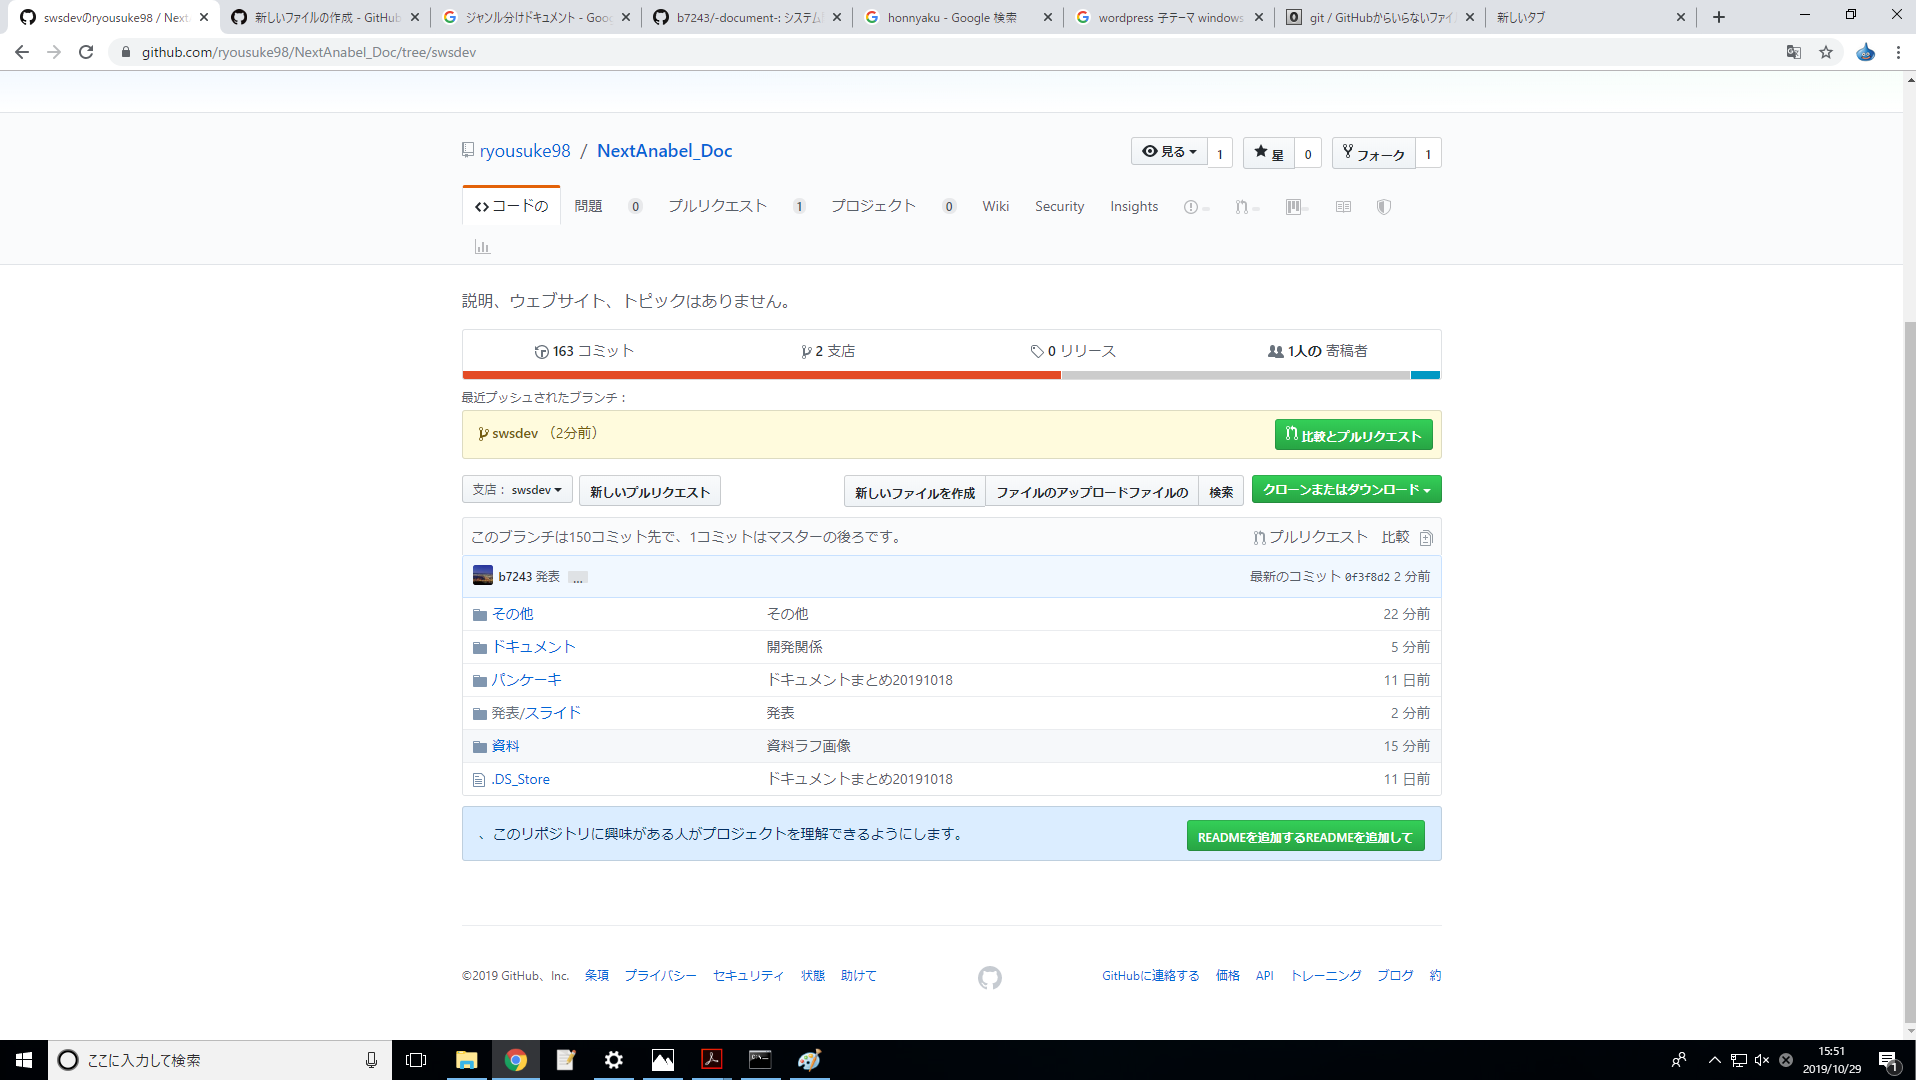 swsdevのryousuke98 / Next
新しいファイルの作成 - GitHub
ジャンル分けドキュメント - Goo
b7243/-document-: システム
honnyaku - Google 検索
wordpress 子テーマ windows
git / GitHubからいらないファイ
新しいタブ
github.com/ryousuke98/NextAnabel_Doc/tree/swsdev
ryousuke98 / NextAnabel_Doc
見る 1
星 0
フォーク 1
コードの
問題 0
プルリクエスト 1
プロジェクト 0
Wiki
Security
Insights
説明、ウェブサイト、トピックはありません。
163 コミット
2 支店
0 リリース
1人の 寄稿者
最近プッシュされたブランチ：
swsdev （2分前）
比較とプルリクエスト
支店： swsdev
新しいプルリクエスト
新しいファイルを作成
ファイルのアップロードファイルの
検索
クローンまたはダウンロード
このブランチは150コミット先で、1コミットはマスターの後ろです。
プルリクエスト
比較
b7243 発表 ...
最新のコミット 0f3f8d2 2 分前
その他 その他 22 分前
ドキュメント 開発関係 5 分前
パンケーキ ドキュメントまとめ20191018 11 日前
発表/スライド 発表 2 分前
資料 資料ラフ画像 15 分前
.DS_Store ドキュメントまとめ20191018 11 日前
、このリポジトリに興味がある人がプロジェクトを理解できるようにします。
READMEを追加するREADMEを追加して
©2019 GitHub、Inc.
条項
プライバシー
セキュリティ
状態
助けて
GitHubに連絡する
価格
API
トレーニング
ブログ
約
ここに入力して検索
15:51
2019/10/29
1